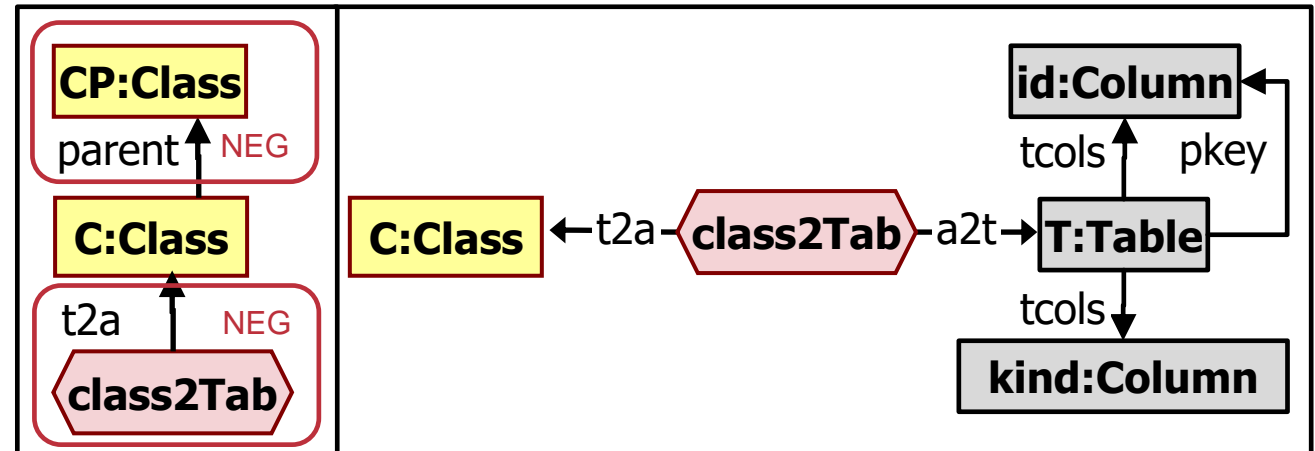 CP:Class
parent
NEG
C:Class
t2a
NEG
class2Tab
C:Class
t2a
class2Tab
a2t
id:Column
tcols
pkey
T:Table
tcols
kind:Column